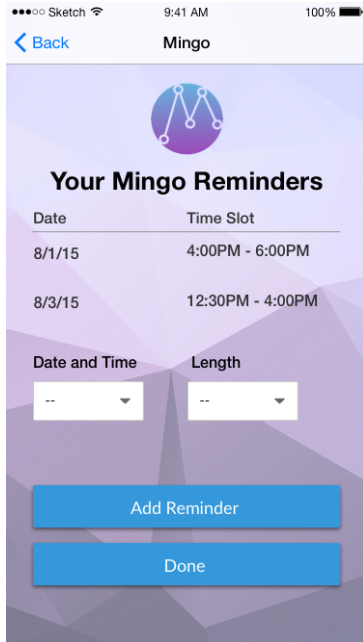 Sketch 9:41 AM 100%
Back Mingo
Your Mingo Reminders
Date Time Slot
8/1/15 4:00PM - 6:00PM
8/3/15 12:30PM - 4:00PM
Date and Time Length
-- --
Add Reminder
Done